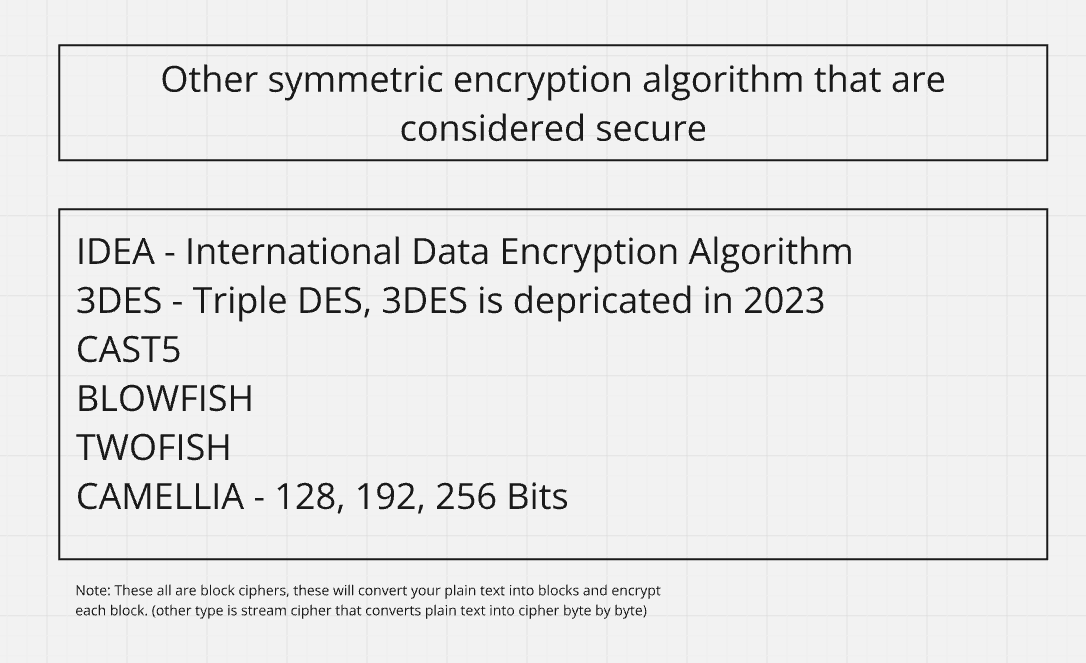 Other symmetric encryption algorithm that are
considered secure
IDEA - International Data Encryption Algorithm
3DES - Triple DES, 3DES is depricated in 2023
CAST5
BLOWFISH
TWOFISH
CAMELLIA - 128, 192, 256 Bits
Note: These all are block ciphers, these will convert your plain text into blocks and encrypt
each block. (other type is stream cipher that converts plain text into cipher byte by byte)